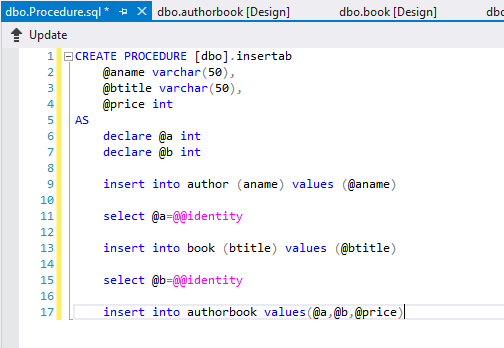 dbo.Procedure.sql * dbo.authorbook [Design] dbo.book [Design] dbo
Update
1 CREATE PROCEDURE [dbo].insertab
2 @aname varchar(50),
3 @btitle varchar(50),
4 @price int
5 AS
6 declare @a int
7 declare @b int
8
9 insert into author (aname) values (@aname)
10
11 select @a=@@identity
12
13 insert into book (btitle) values (@btitle)
14
15 select @b=@@identity
16
17 insert into authorbook values(@a,@b,@price)